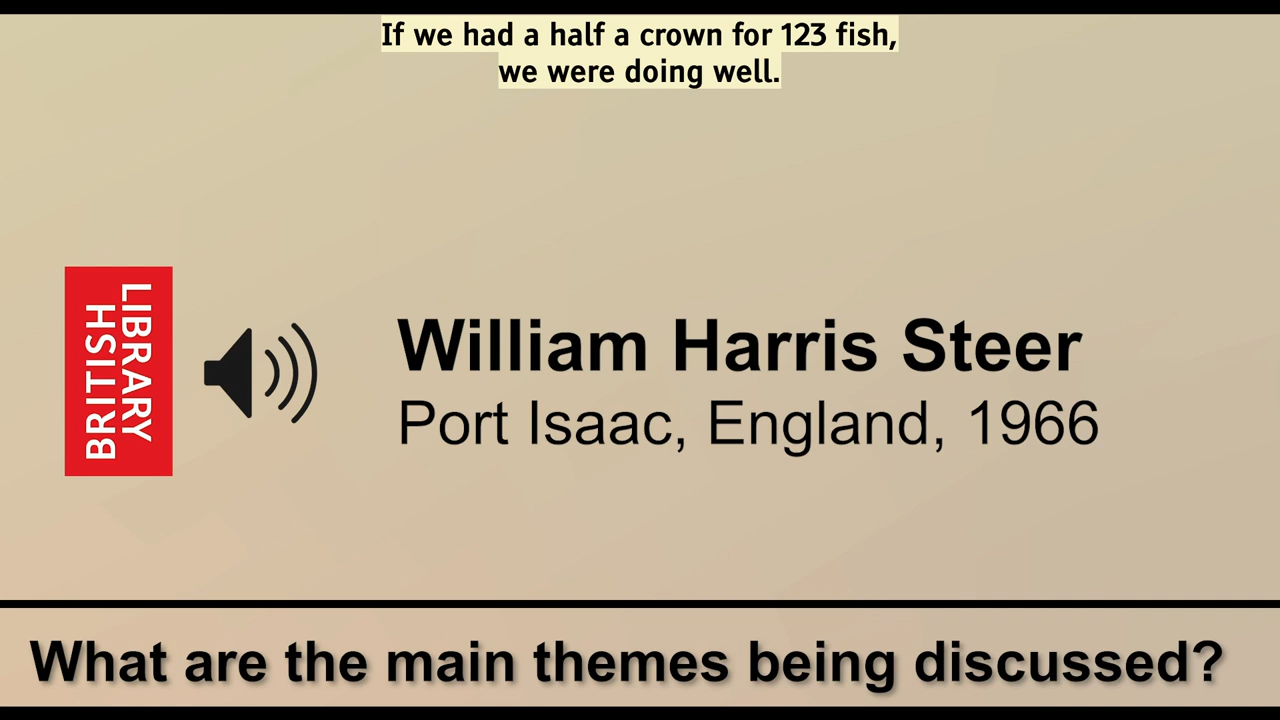 If we had a half a crown for 123 fish,
we were doing well.
BRITISH
LIBRARY
William Harris Steer
Port Isaac, England, 1966
What are the main themes being discussed?